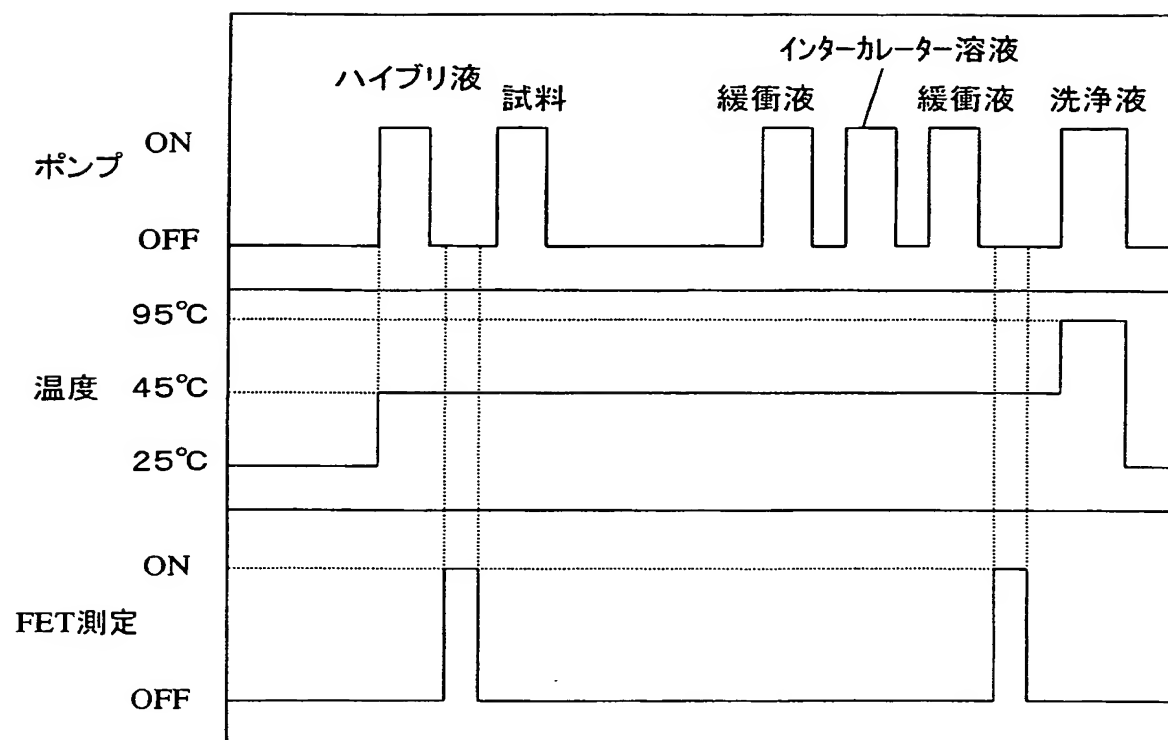 インターカレーター溶液
ハイブリ液
試料
緩衝液
緩衝液
洗浄液
ポンプ
ON
OFF
温度
95℃
45℃
25℃
FET測定
ON
OFF